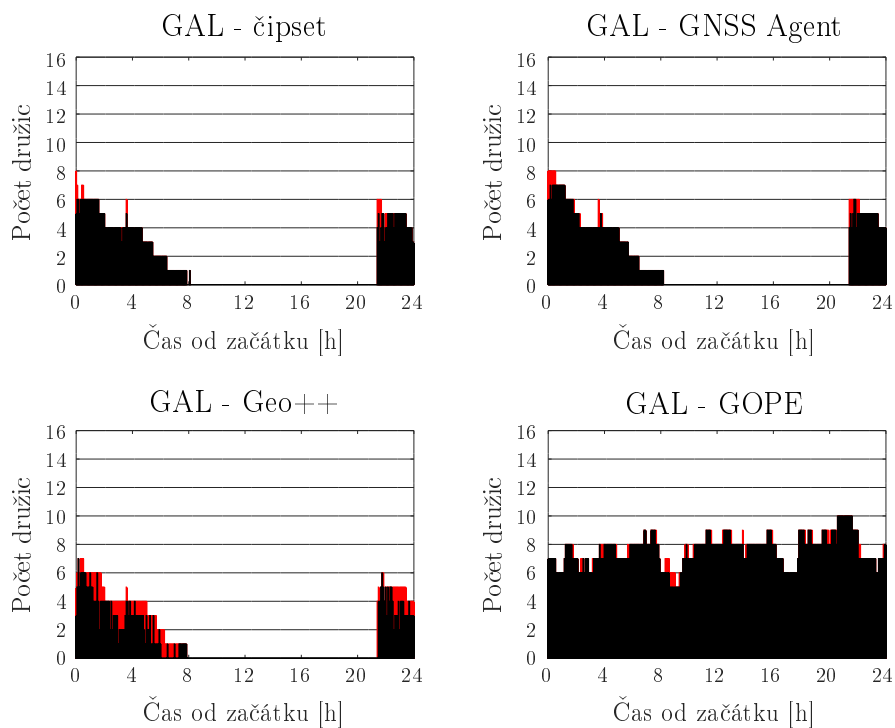 GAL - čipset
Počet družic
16
14
12
10
8
6
4
2
0
0 4 8 12 16 20 24
Čas od začátku [h]
GAL - GNSS Agent
Počet družic
16
14
12
10
8
6
4
2
0
0 4 8 12 16 20 24
Čas od začátku [h]
GAL - Geo++
Počet družic
16
14
12
10
8
6
4
2
0
0 4 8 12 16 20 24
Čas od začátku [h]
GAL - GOPE
Počet družic
16
14
12
10
8
6
4
2
0
0 4 8 12 16 20 24
Čas od začátku [h]